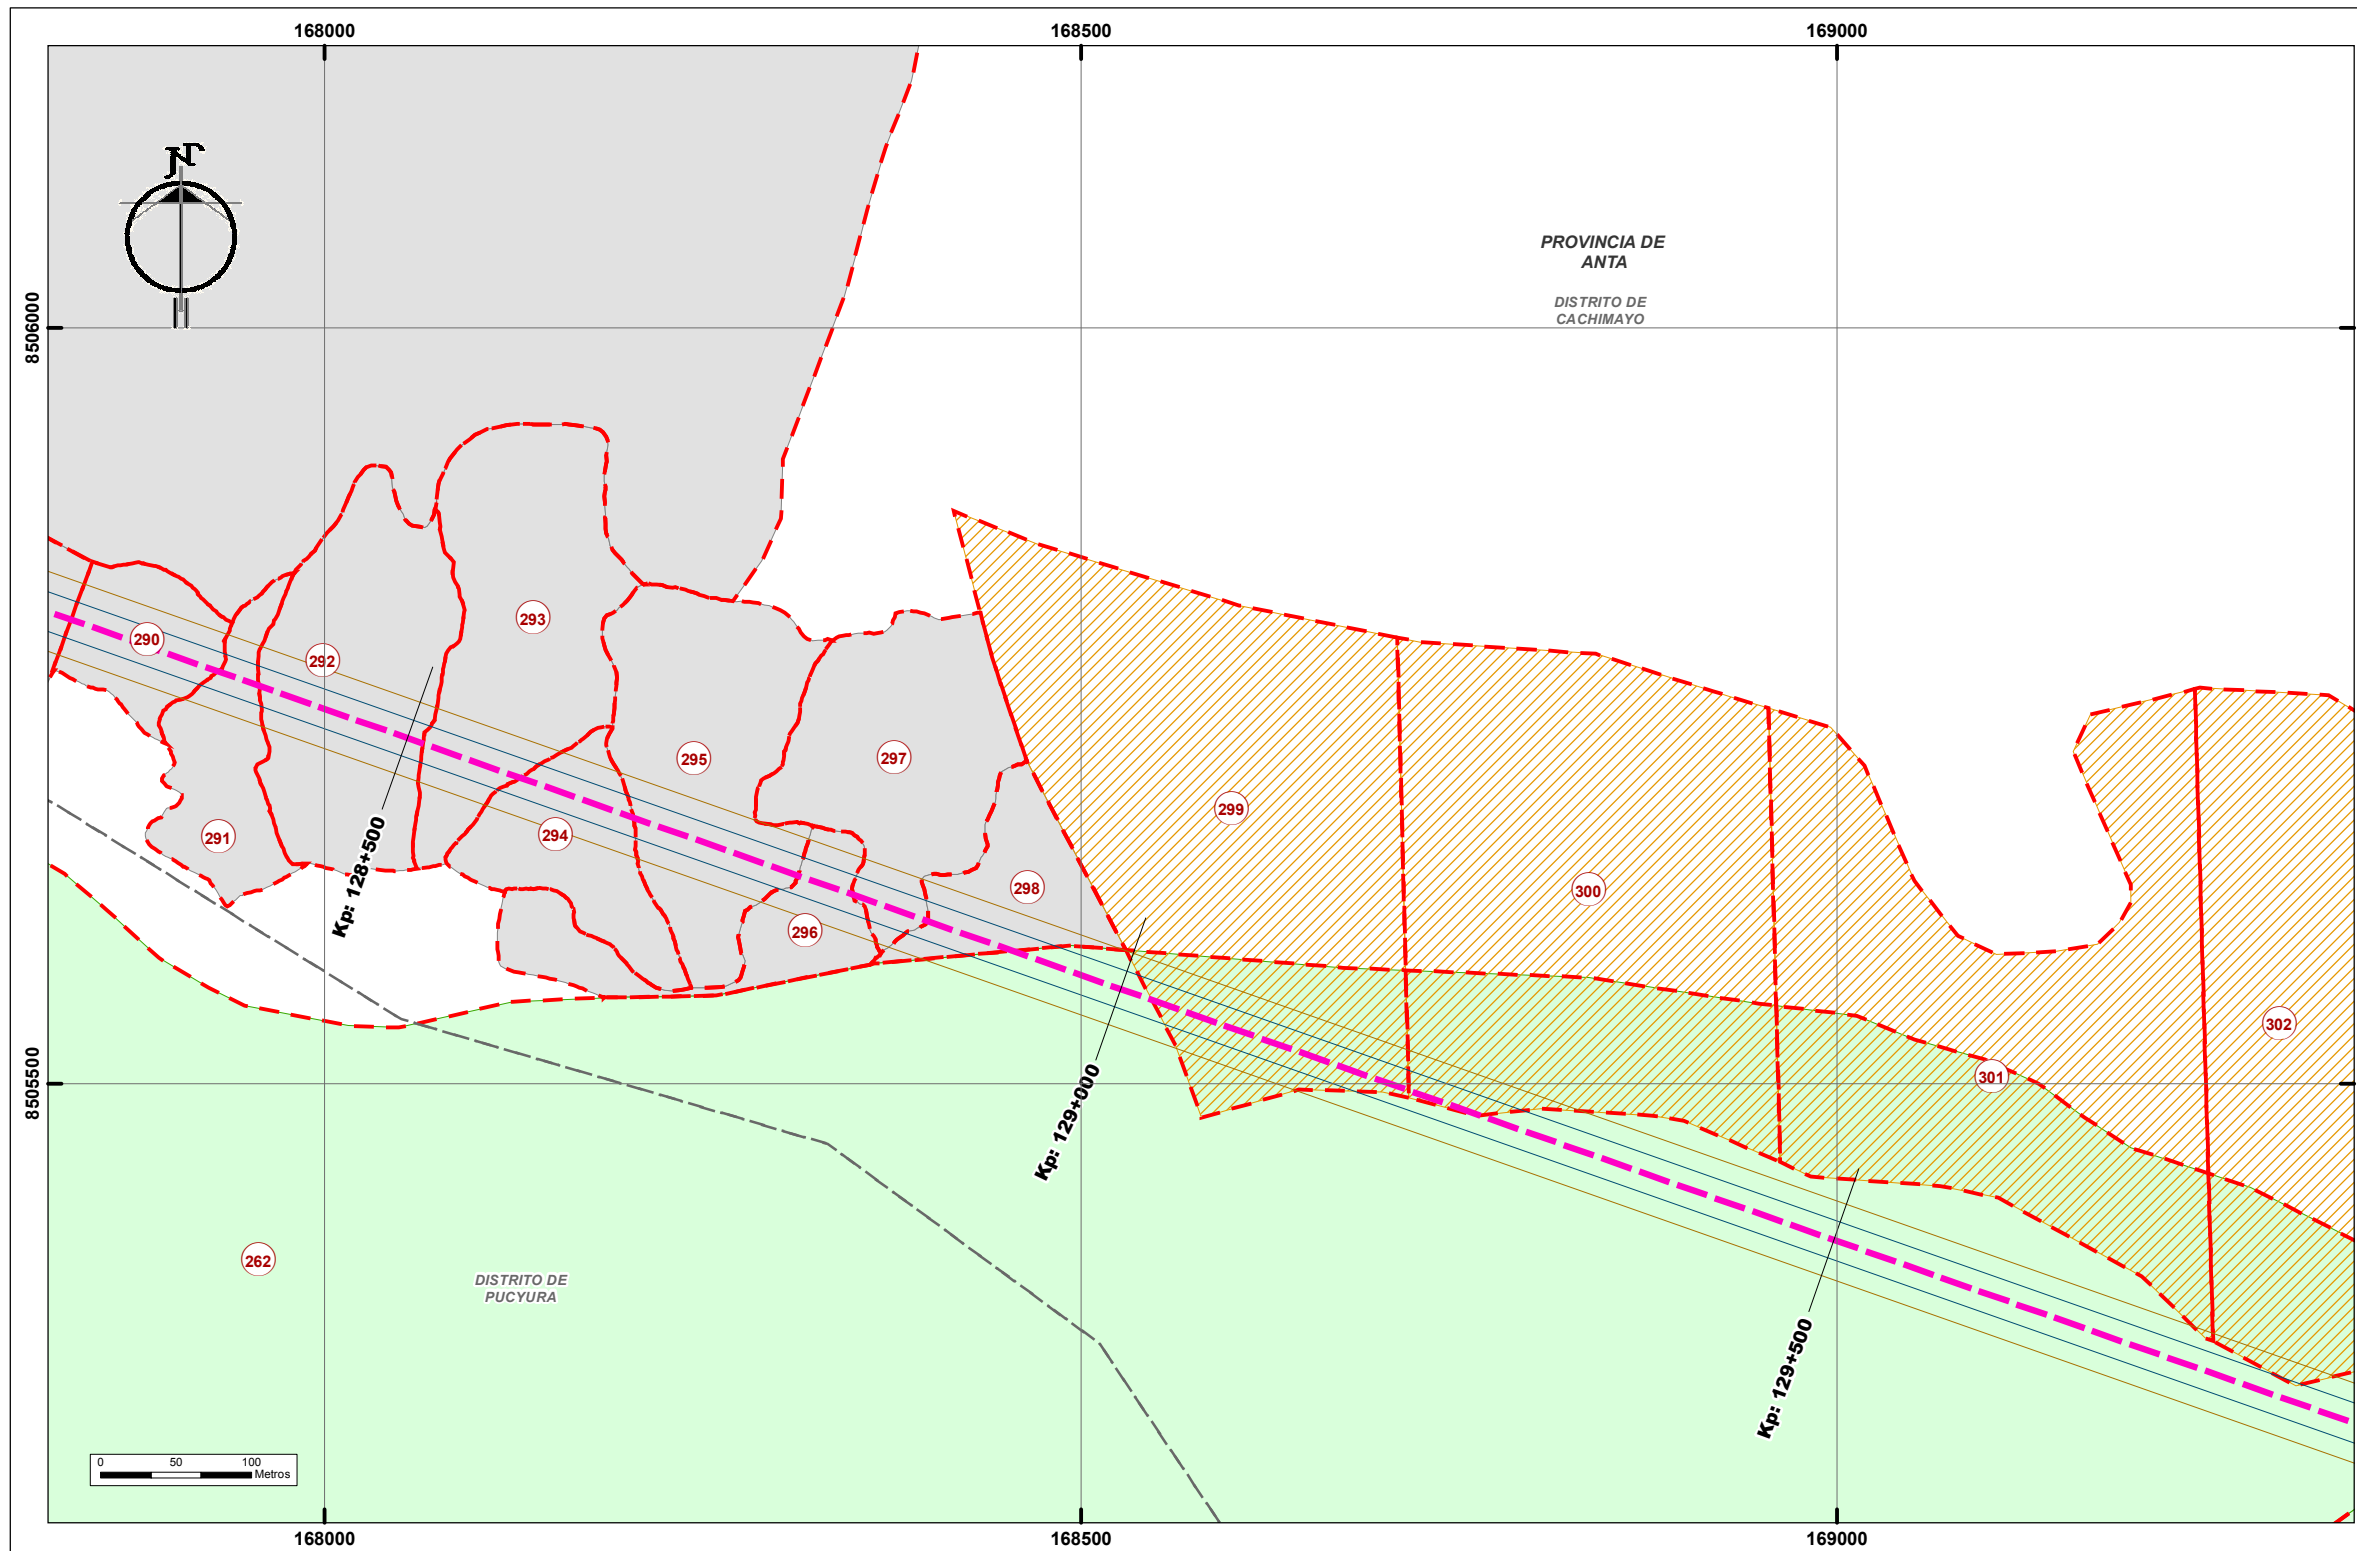 168000
168500
169000
N
PROVINCIA DE
ANTA
DISTRITO DE
CACHIMAYO
8506000
290
292
293
295
297
291
294
296
298
299
300
301
302
Kp: 128+500
Kp: 129+000
Kp: 129+500
8505500
262
DISTRITO DE
PUCYURA
0 50 100
Metros
168000
168500
169000